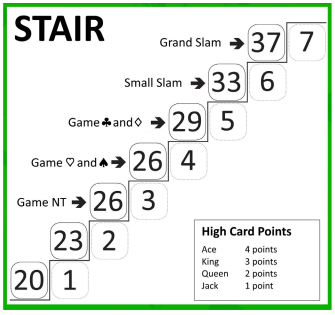 STAIR
Grand Slam ➔ 37 7
Small Slam ➔ 33 6
Game ♣ and ♢ ➔ 29 5
Game ♡ and ♠ ➔ 26 4
Game NT ➔ 26 3
23 2
20 1
High Card Points
Ace 4 points
King 3 points
Queen 2 points
Jack 1 point